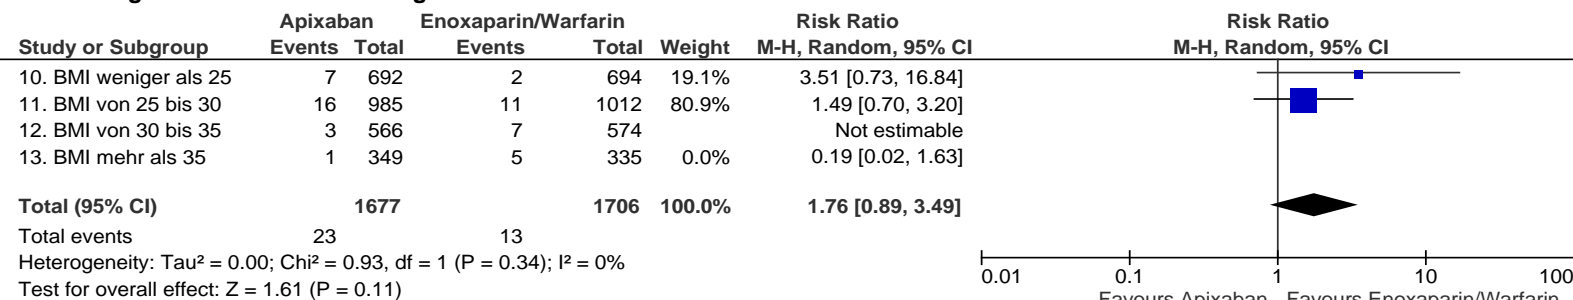 Apixaban Enoxaparin/Warfarin Risk Ratio Risk Ratio
Study or Subgroup Events Total Events Total Weight M-H, Random, 95% CI M-H, Random, 95% CI
10. BMI weniger als 25 7 692 2 694 19.1% 3.51 [0.73, 16.84]
11. BMI von 25 bis 30 16 985 11 1012 80.9% 1.49 [0.70, 3.20]
12. BMI von 30 bis 35 3 566 7 574 Not estimable
13. BMI mehr als 35 1 349 5 335 0.0% 0.19 [0.02, 1.63]
Total (95% CI) 1677 1706 100.0% 1.76 [0.89, 3.49]
Total events 23 13
Heterogeneity: Tau² = 0.00; Chi² = 0.93, df = 1 (P = 0.34); I² = 0%
Test for overall effect: Z = 1.61 (P = 0.11)
0.01 0.1 1 10 100
Favours Apixaban Favours Enoxaparin/Warfarin